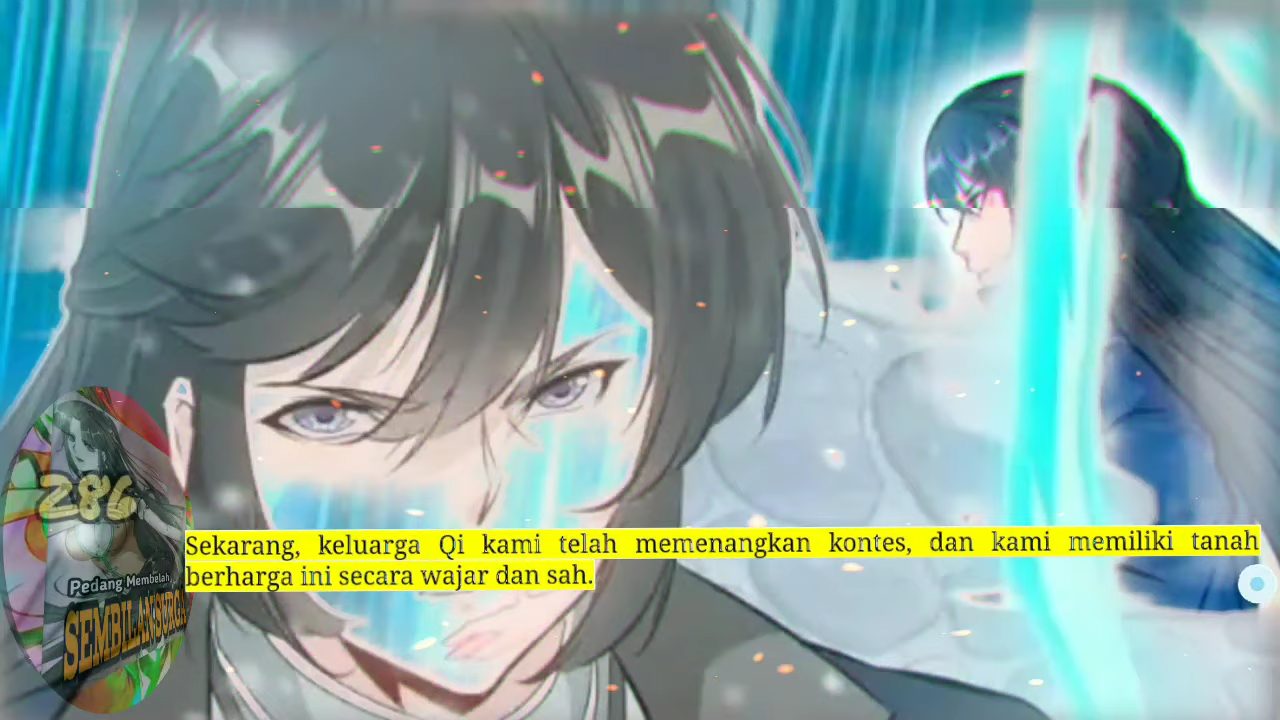 286
Pedang Membelah
SEMBILAN SURGA
Sekarang, keluarga Qi kami telah memenangkan kontes, dan kami memiliki tanah
berharga ini secara wajar dan sah.